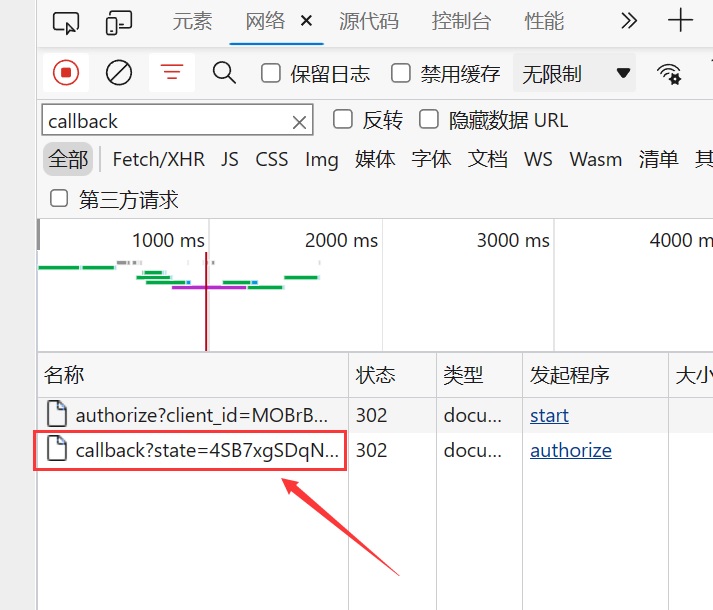 元素 网络 源代码 控制台 性能
保留日志 禁用缓存 无限制
callback 反转 隐藏数据 URL
全部 Fetch/XHR JS CSS Img 媒体 字体 文档 WS Wasm 清单
第三方请求
1000 ms 2000 ms 3000 ms 4000 m
名称 状态 类型 发起程序 大小
authorize?client_id=MOBrB... 302 docu... start
callback?state=4SB7xgSDqN... 302 docu... authorize